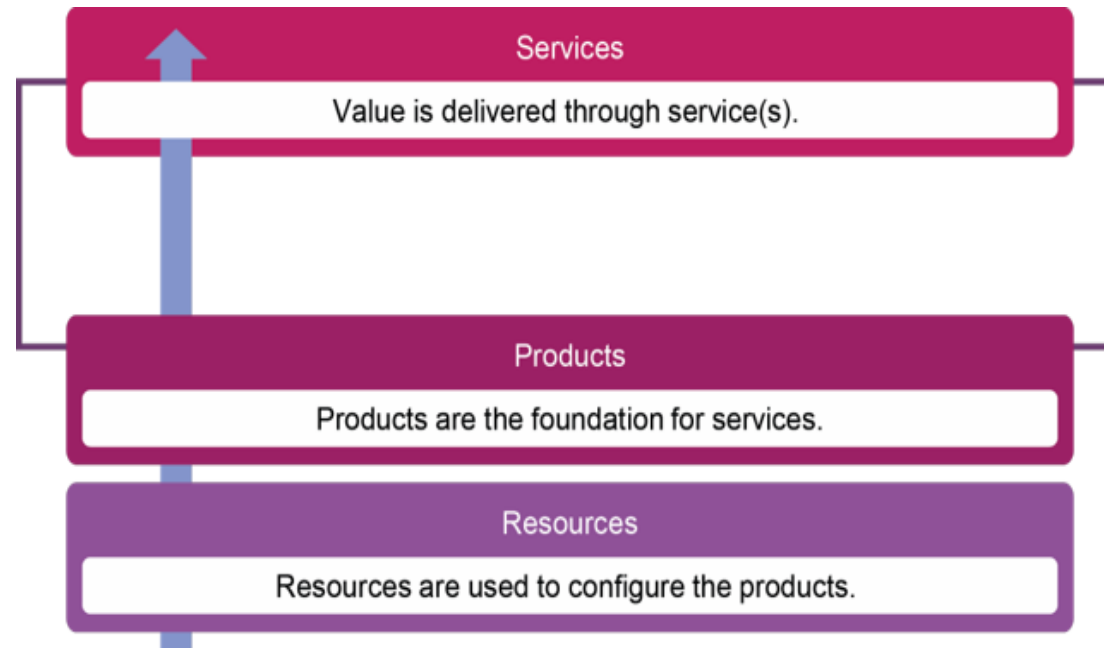 Services
Value is delivered through service(s).
Products
Products are the foundation for services.
Resources
Resources are used to configure the products.